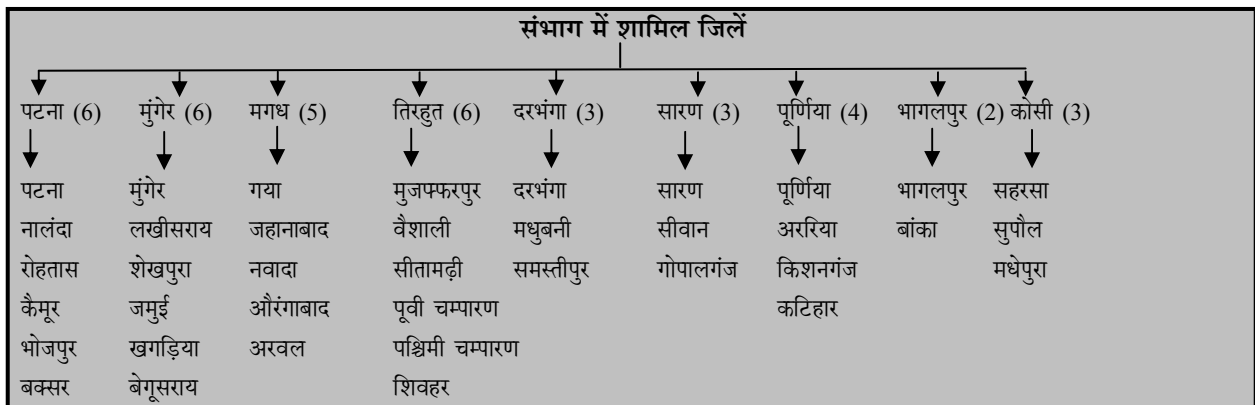 संभाग में शामिल जिलें
पटना (6) मुंगेर (6) मगध (5) तिरहुत (6) दरभंगा (3) सारण (3) पूर्णिया (4) भागलपुर (2) कोसी (3)
पटना मुंगेर गया मुजफ्फरपुर दरभंगा सारण पूर्णिया भागलपुर सहरसा
नालंदा लखीसराय जहानाबाद वैशाली मधुबनी सीवान अररिया बांका सुपौल
रोहतास शेखपुरा नवादा सीतामढ़ी समस्तीपुर गोपालगंज किशनगंज मधेपुरा
कैमूर जमुई औरंगाबाद पूवी चम्पारण कटिहार
भोजपुर खगड़िया अरवल पश्चिमी चम्पारण
बक्सर बेगूसराय शिवहर